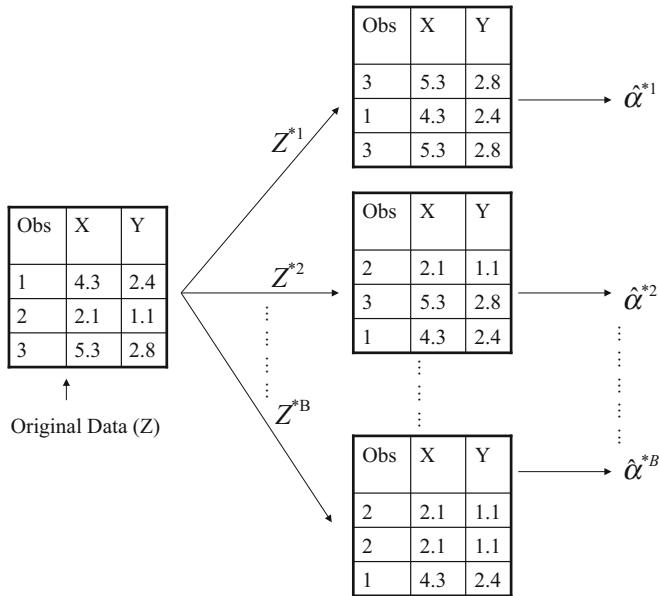 Obs X Y
3 5.3 2.8
1 4.3 2.4
3 5.3 2.8
α̂*1
Z*1
Obs X Y
1 4.3 2.4
2 2.1 1.1
3 5.3 2.8
Original Data (Z)
Z*2
Obs X Y
2 2.1 1.1
3 5.3 2.8
1 4.3 2.4
α̂*2
Z*B
Obs X Y
2 2.1 1.1
2 2.1 1.1
1 4.3 2.4
α̂*B